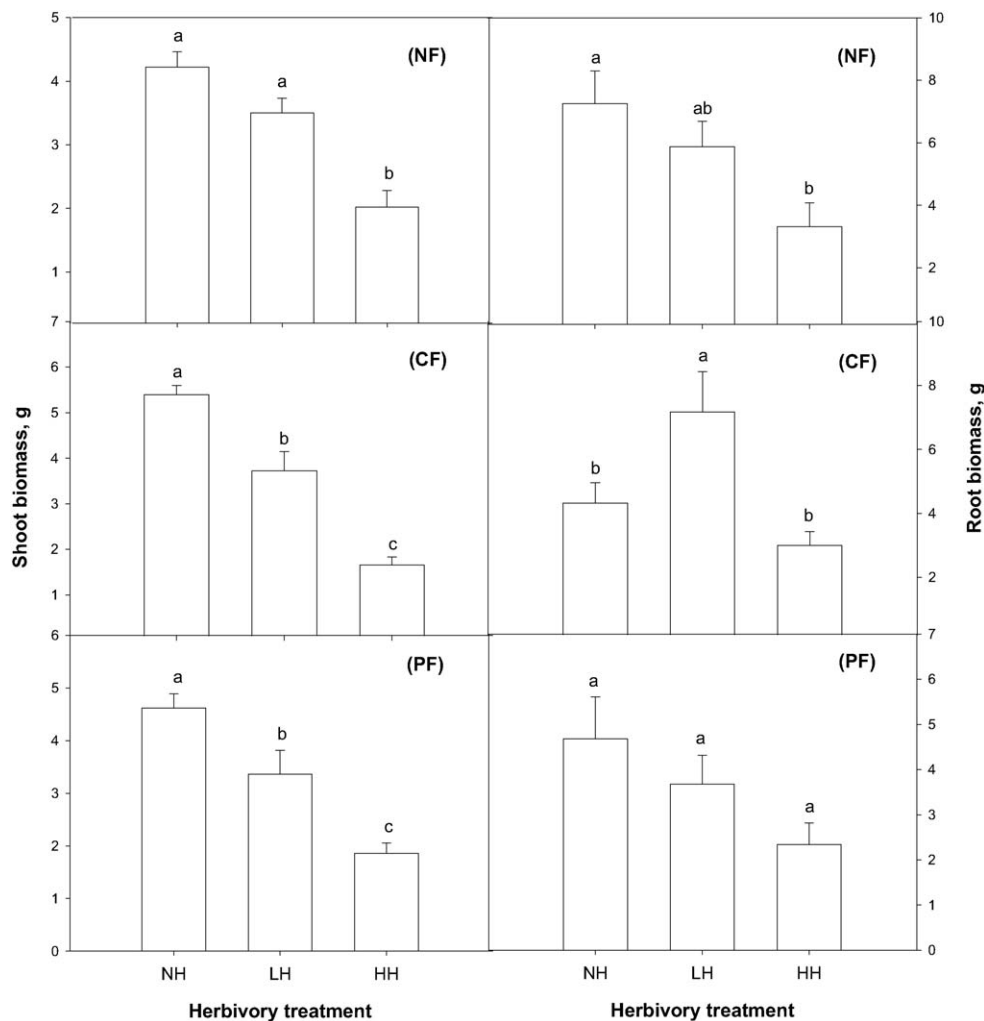 Shoot biomass, g
5
4
3
2
1
7
(NF)
a
a
b
(NF)
a
ab
b
10
8
6
4
2
10
6
5
4
3
2
1
6
(CF)
a
b
c
(CF)
b
a
b
8
6
4
2
7
5
4
3
2
1
0
(PF)
a
b
c
(PF)
a
a
a
6
5
4
3
2
1
0
Root biomass, g
NH LH HH
NH LH HH
Herbivory treatment
Herbivory treatment